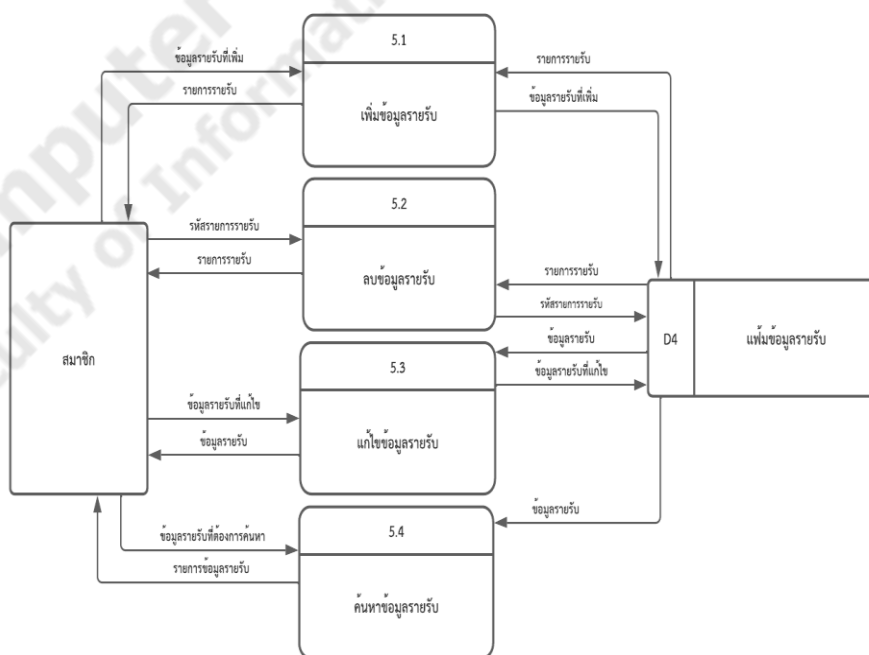 Computer
Faculty of Informati
5.1
ข้อมูลรายรับที่เพิ่ม
รายการรับ
รายการรายรับ
เพิ่มข้อมูลรายรับ
ข้อมูลรายรับที่เพิ่ม
5.2
รหัสรายการรายรับ
รายการรายรับ
ลบข้อมูลรายรับ
รายการรายรับ
รหัสรายการรายรับ
สมาชิก
D4
แฟ้มข้อมูลรายรับ
5.3
ข้อมูลรายรับ
ข้อมูลรายรับที่แก้ไข
ข้อมูลรายรับที่แก้ไข
ข้อมูลรายรับ
แก้ไขข้อมูลรายรับ
5.4
ข้อมูลรายรับ
ข้อมูลรายรับที่ต้องการค้นหา
รายการข้อมูลรายรับ
ค้นหาข้อมูลรายรับ